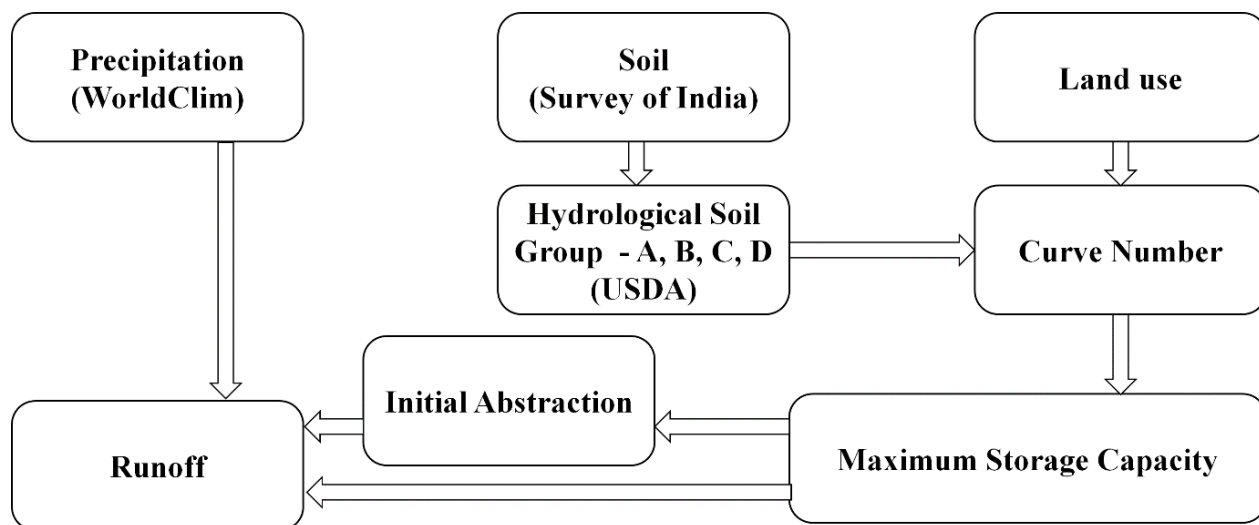 Precipitation
(WorldClim)
Soil
(Survey of India)
Land use
Hydrological Soil
Group - A, B, C, D
(USDA)
Curve Number
Initial Abstraction
Runoff
Maximum Storage Capacity